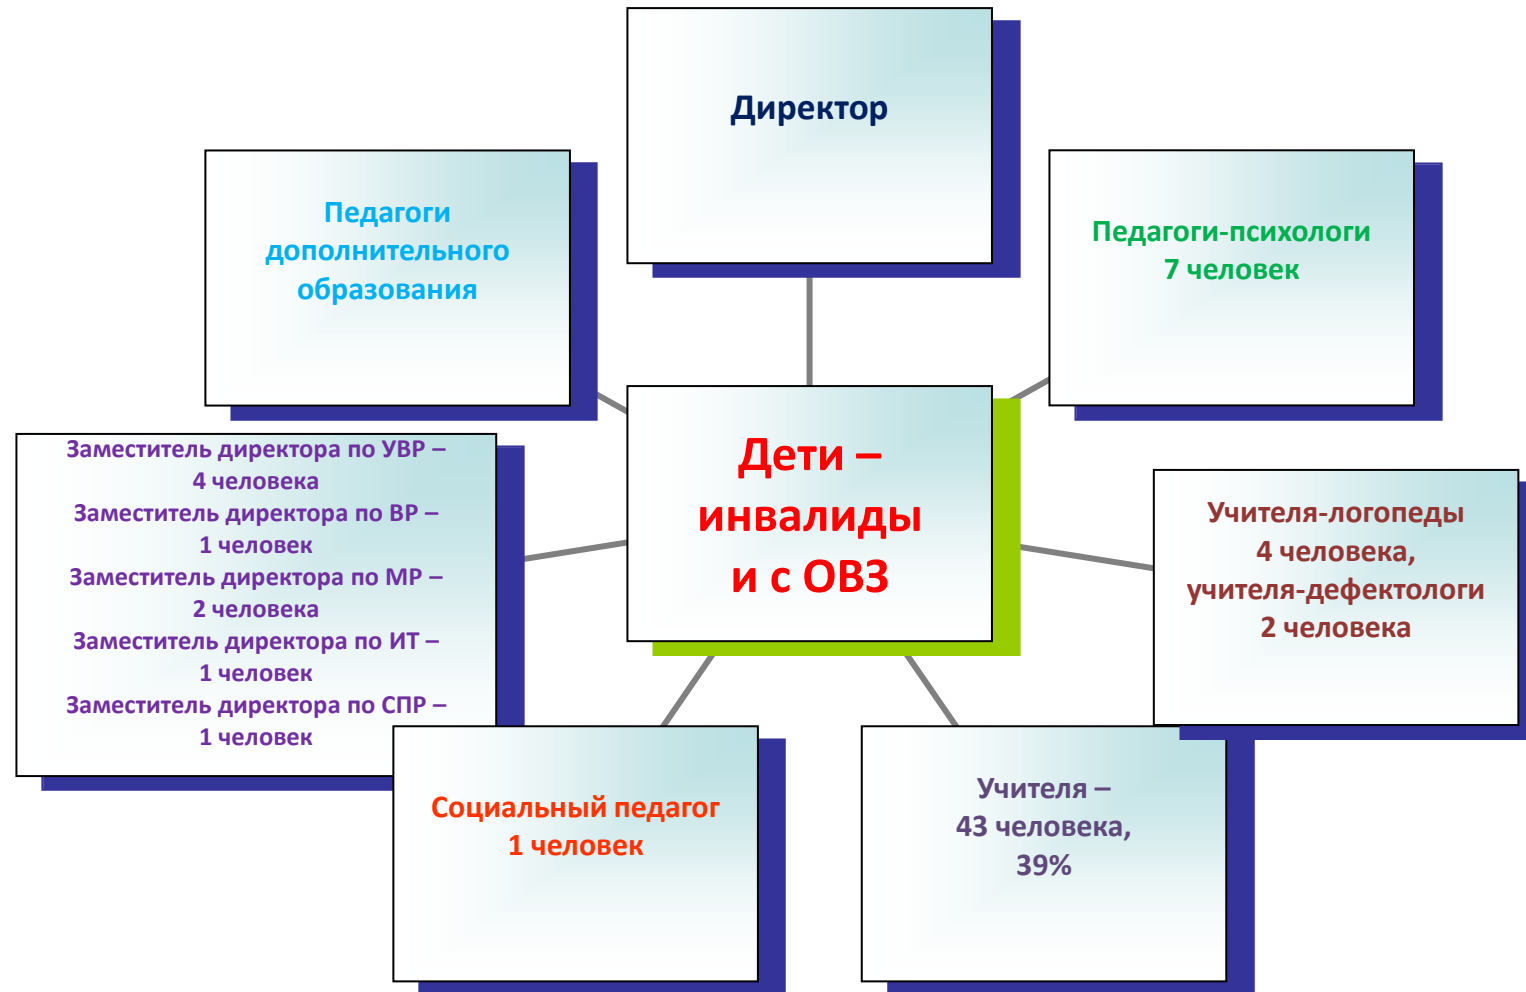 Директор
Педагоги
дополнительного
образования
Педагоги-психологи
7 человек
Дети –
инвалиды
и с ОВЗ
Заместитель директора по УВР –
4 человека
Заместитель директора по ВР –
1 человек
Заместитель директора по МР –
2 человека
Заместитель директора по ИТ –
1 человек
Заместитель директора по СПР –
1 человек
Учителя-логопеды
4 человека,
учителя-дефектологи
2 человека
Социальный педагог
1 человек
Учителя –
43 человека,
39%